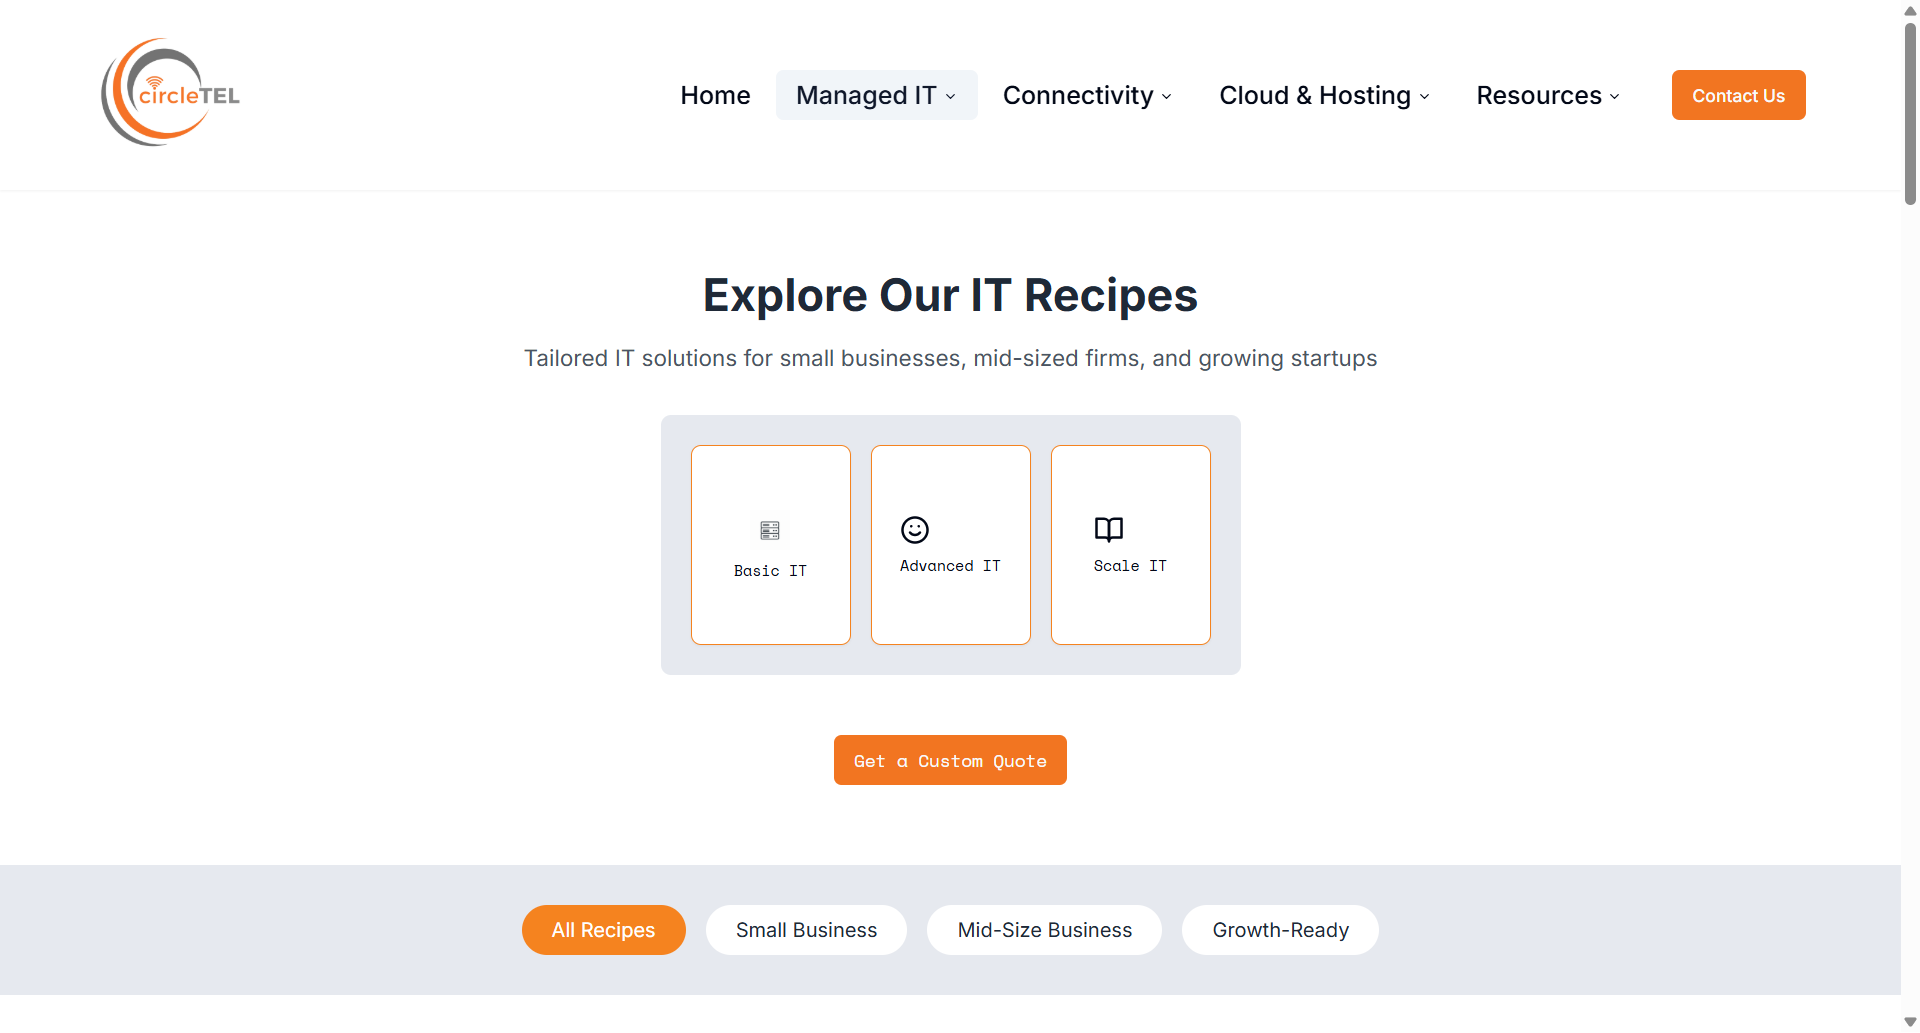 circleTEL
Home
Managed IT
Connectivity
Cloud & Hosting
Resources
Contact Us
Explore Our IT Recipes
Tailored IT solutions for small businesses, mid-sized firms, and growing startups
Basic IT
Advanced IT
Scale IT
Get a Custom Quote
All Recipes
Small Business
Mid-Size Business
Growth-Ready